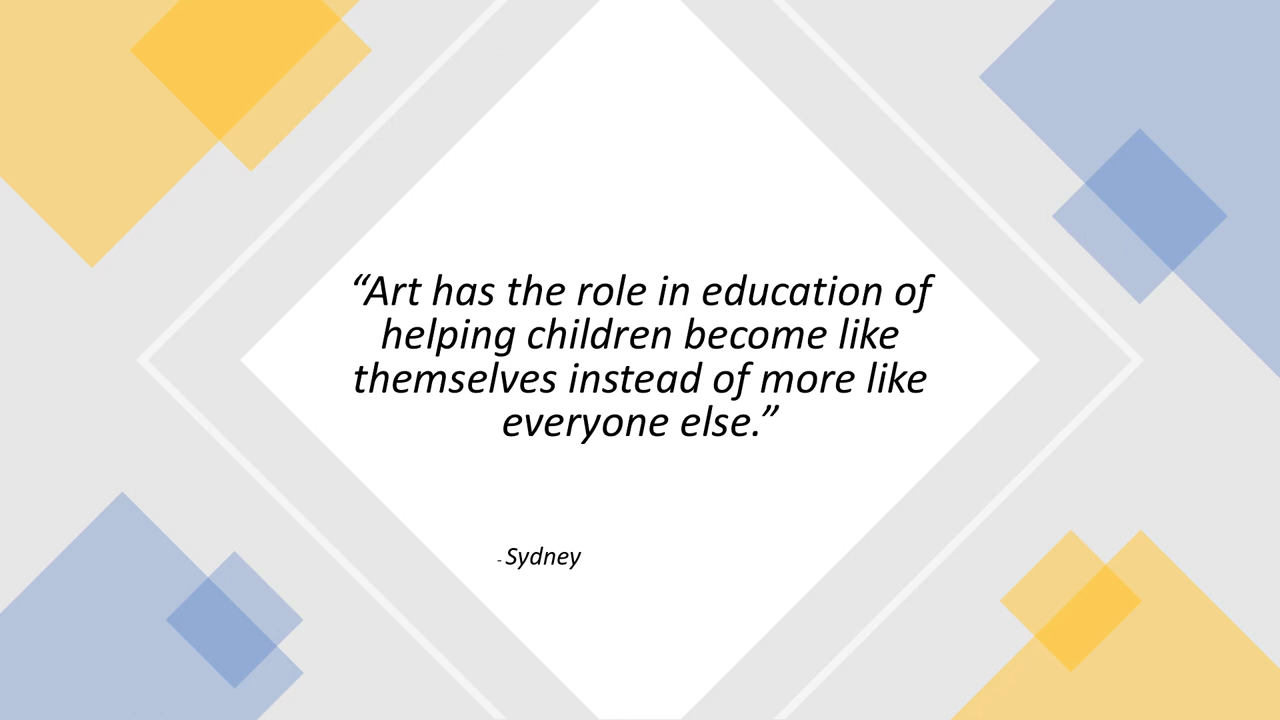 “Art has the role in education of
helping children become like
themselves instead of more like
everyone else.”
- Sydney